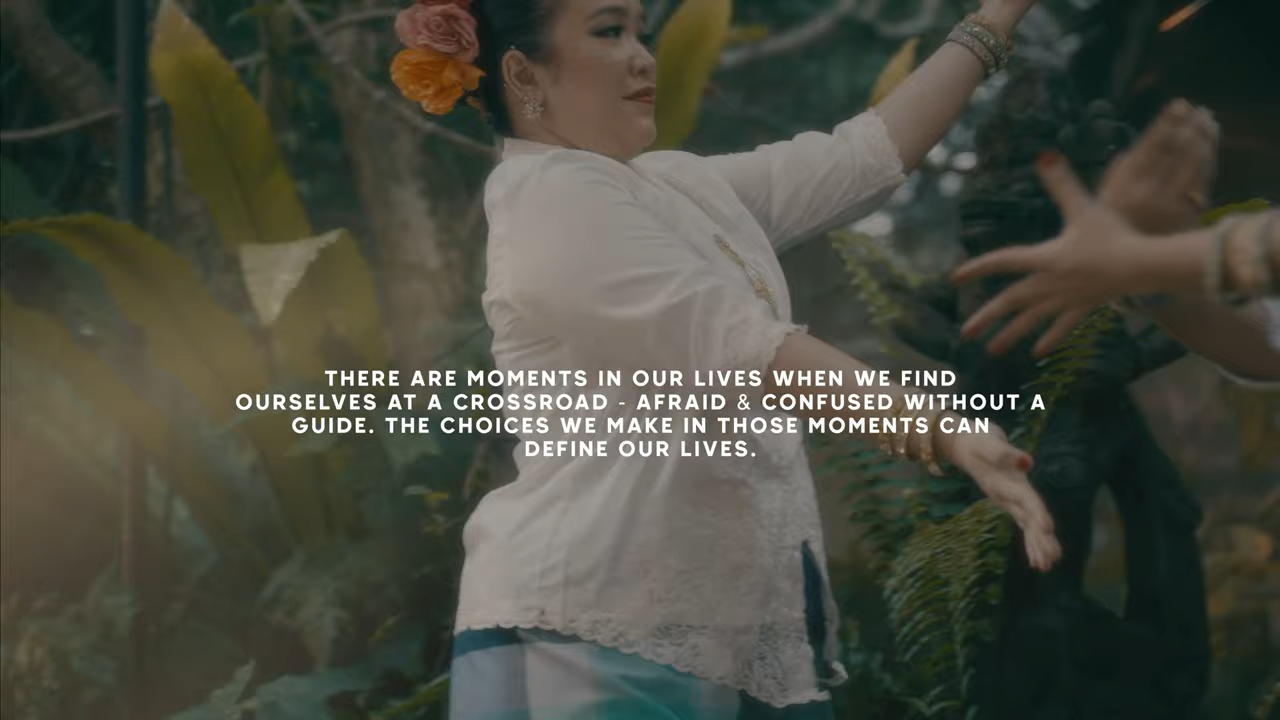 THERE ARE MOMENTS IN OUR LIVES WHEN WE FIND
OURSELVES AT A CROSSROAD - AFRAID & CONFUSED WITHOUT A
GUIDE. THE CHOICES WE MAKE IN THOSE MOMENTS CAN
DEFINE OUR LIVES.